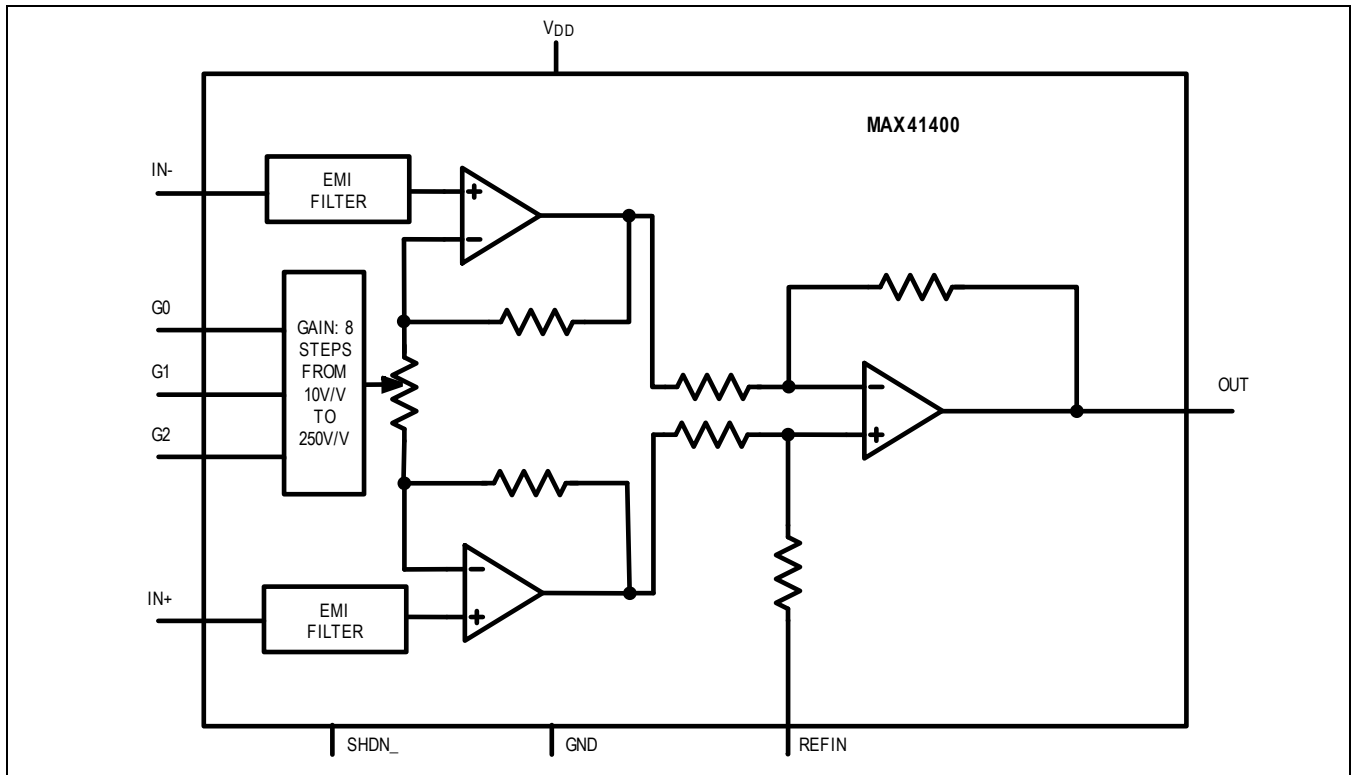 VDD
MAX41400
IN-
EMI
FILTER
+
−
G0
G1
G2
GAIN: 8
STEPS
FROM
10V/V
TO
250V/V
−
+
OUT
−
+
IN+
EMI
FILTER
SHDN_
GND
REFIN